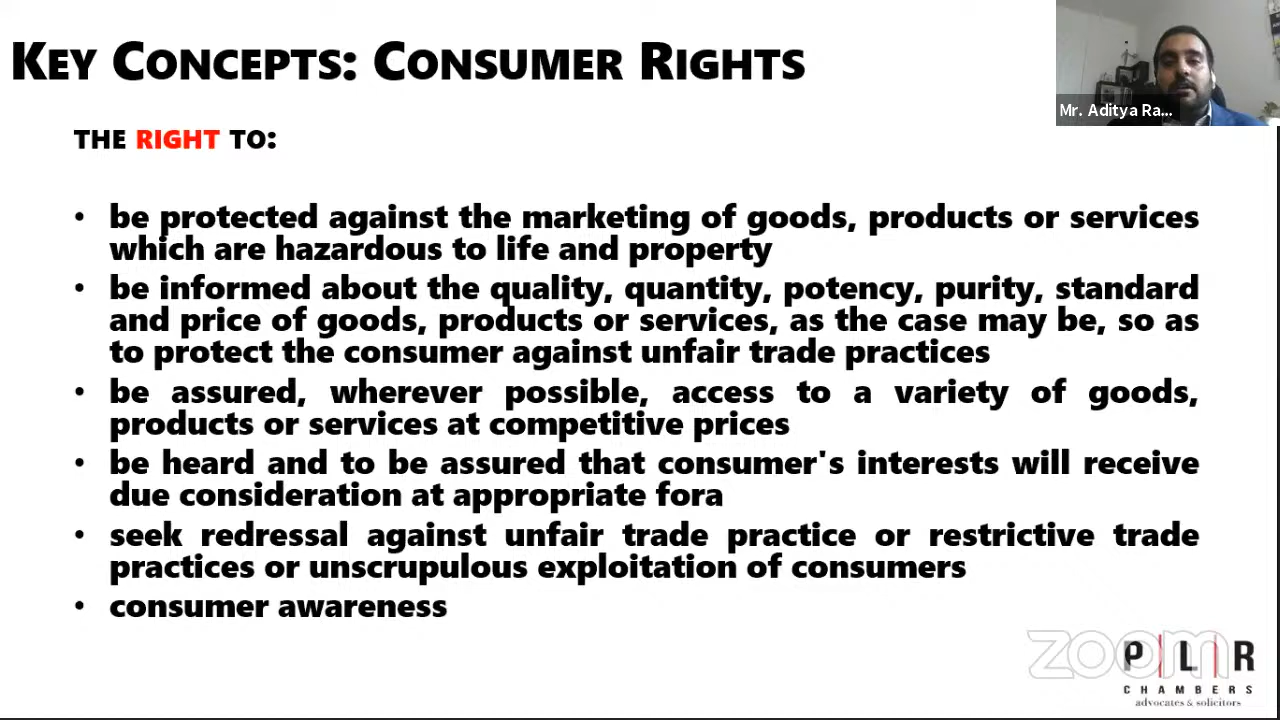 KEY CONCEPTS: CONSUMER RIGHTS
Mr. Aditya Ra...
THE RIGHT TO:
• be protected against the marketing of goods, products or services
which are hazardous to life and property
• be informed about the quality, quantity, potency, purity, standard
and price of goods, products or services, as the case may be, so as
to protect the consumer against unfair trade practices
• be assured, wherever possible, access to a variety of goods,
products or services at competitive prices
• be heard and to be assured that consumer's interests will receive
due consideration at appropriate fora
• seek redressal against unfair trade practice or restrictive trade
practices or unscrupulous exploitation of consumers
• consumer awareness
zoom
P|L|R
CHAMBERS
advocates & solicitors